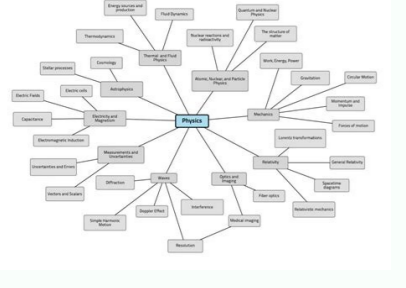 Energy sources and
production
Fluid Dynamics
Quantum and Nuclear
Physics
Thermodynamics
Nuclear reactions and
radioactivity
The structure of
matter
Thermal and Fluid
Physics
Cosmology
Stellar processes
Work, Energy, Power
Atomic, Nuclear, and Particle
Physics
Gravitation
Circular Motion
Astrophysics
Electric Fields
Electric cells
Momentum and
Impulse
Capacitance
Electricity and
Magnetism
Physics
Mechanics
Forces of motion
Electromagnetic Induction
Lorentz transformations
Measurements and
Uncertainties
Uncertainties and Errors
Relativity
General Relativity
Diffraction
Waves
Optics and
Imaging
Spacetime
diagrams
Vectors and Scalars
Fiber optics
Doppler Effect
Interference
Relativistic mechanics
Simple Harmonic
Motion
Medical imaging
Resolution